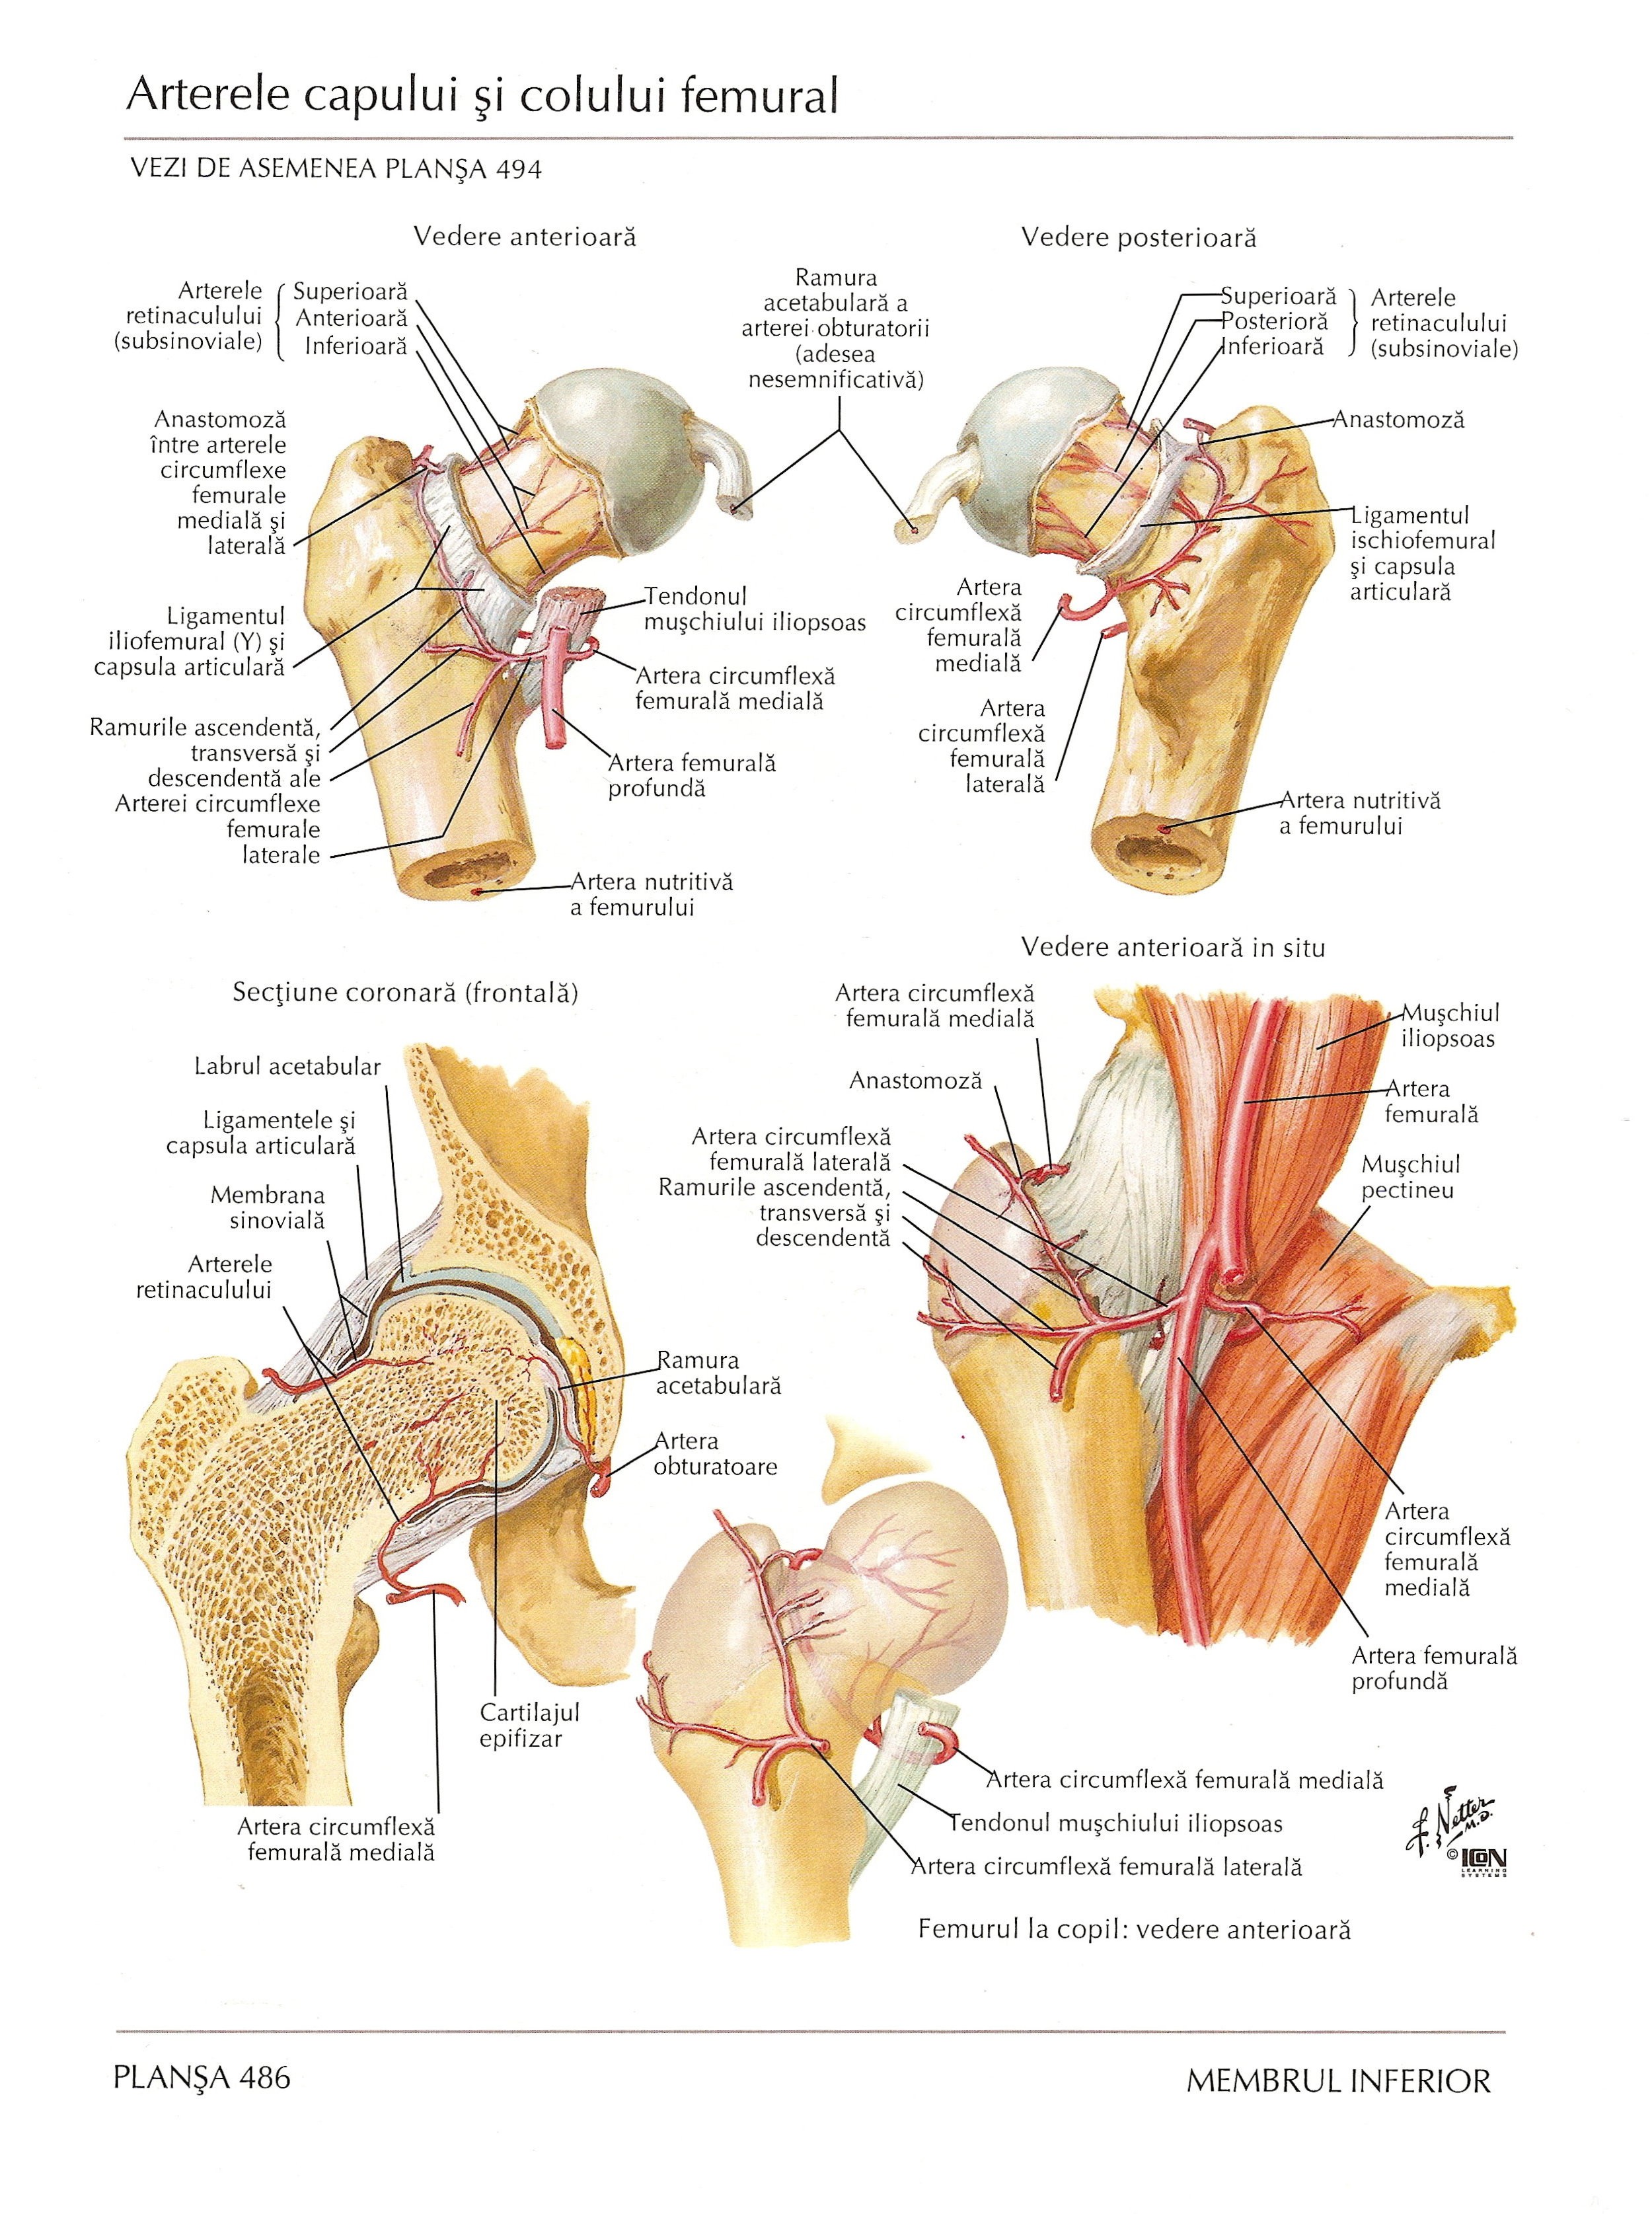 Arterele capului şi colului femural
VEZI DE ASEMENEA PLANŞA 494
Vedere anterioară
Arterele
retinaculului
(subsinoviale)
Superioară
Anterioară
Inferioară
Anastomoză
între arterele
circumflexe
femurale
medială şi
laterală
Ligamentul
iliofemural (Y) şi
capsula articulară
Ramurile ascendentă,
transversă şi
descendentă ale
Arterei circumflexe
femurale
laterale
Tendonul
muşchiului iliopsoas
Artera circumflexă
femurală medială
Artera femurală
profundă
Artera nutritivă
a femurului
Ramura
acetabulară a
arterei obturatorii
(adesea
nesemnificativă)
Vedere posterioară
Superioară
Posterioră
Inferioară
Arterele
retinaculului
(subsinoviale)
Anastomoză
Ligamentul
ischiofemural
şi capsula
articulară
Artera
circumflexă
femurală
medială
Artera
circumflexă
femurală
laterală
Artera nutritivă
a femurului
Secţiune coronară (frontală)
Labrul acetabular
Ligamentele şi
capsula articulară
Membrana
sinovială
Arterele
retinaculului
Ramura
acetabulară
Artera
obturatoare
Cartilajul
epifizar
Artera circumflexă
femurală medială
Vedere anterioară in situ
Artera circumflexă
femurală medială
Anastomoză
Artera circumflexă
femurală laterală
Ramurile ascendentă,
transversă şi
descendentă
Muşchiul
iliopsoas
Artera
femurală
Muşchiul
pectineu
Artera
circumflexă
femurală
medială
Artera femurală
profundă
Artera circumflexă femurală medială
Tendonul muşchiului iliopsoas
Artera circumflexă femurală laterală
Femurul la copil: vedere anterioară
F. Netter
M.D.
© ICON
LEARNING
SYSTEMS
PLANŞA 486
MEMBRUL INFERIOR